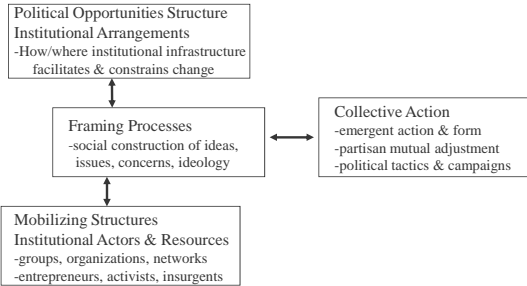 Political Opportunities Structure
Institutional Arrangements
-How/where institutional infrastructure
facilitates & constrains change
Framing Processes
-social construction of ideas,
issues, concerns, ideology
Collective Action
-emergent action & form
-partisan mutual adjustment
-political tactics & campaigns
Mobilizing Structures
Institutional Actors & Resources
-groups, organizations, networks
-entrepreneurs, activists, insurgents